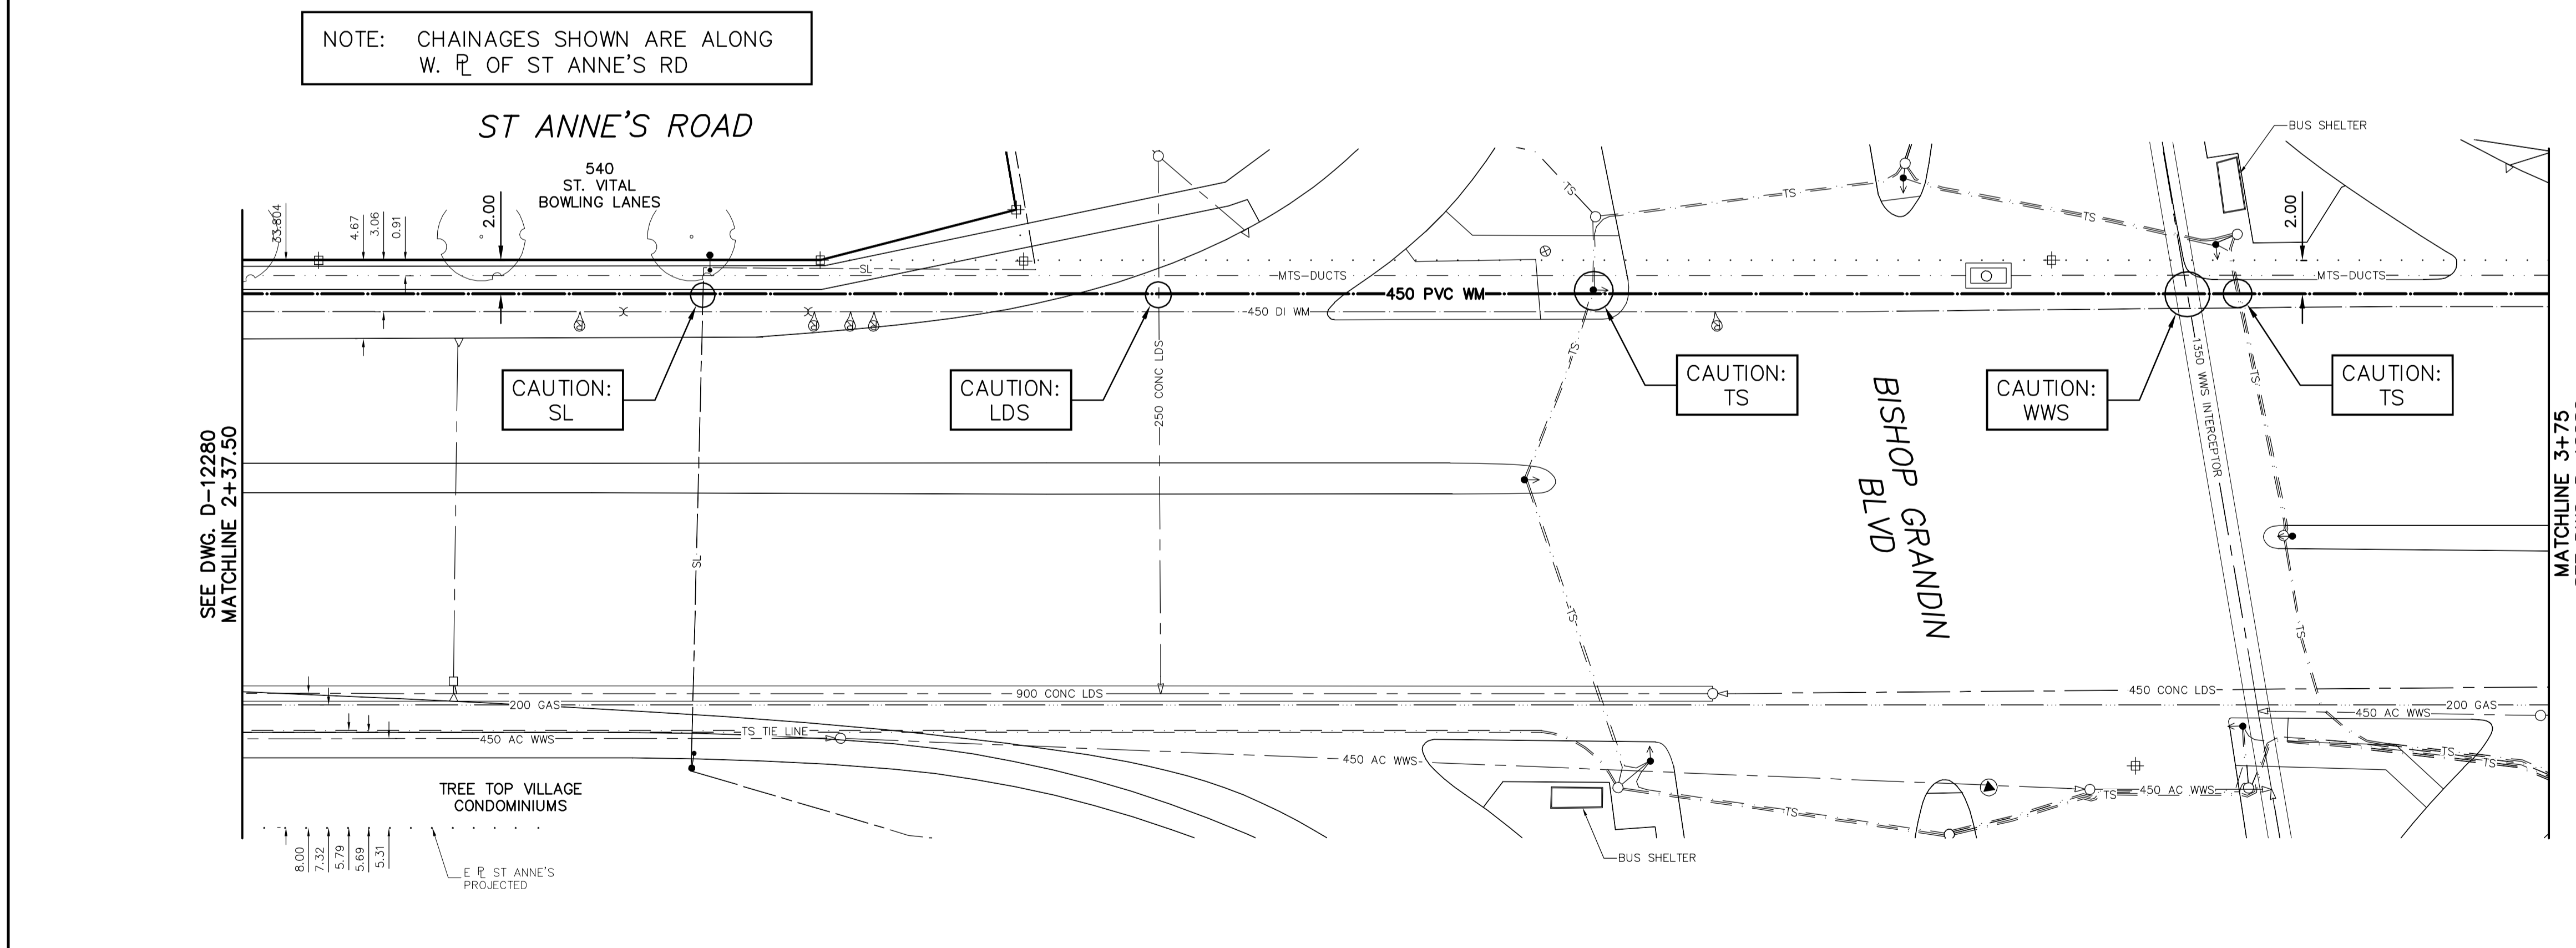 NOTE: CHAINAGES SHOWN ARE ALONG
W. ⅊ OF ST ANNE'S RD
ST ANNE'S ROAD
540
ST. VITAL
BOWLING LANES
33.804
4.67
3.06
0.91
2.00
BUS SHELTER
2.00
TS
TS
TS
SL
MTS-DUCTS
MTS-DUCTS
450 PVC WM
450 DI WM
CAUTION:
SL
CAUTION:
LDS
250 CONC LDS
TS
CAUTION:
TS
BISHOP GRANDIN
BLVD
CAUTION:
WWS
1350 WWS INTERCEPTOR
TS
CAUTION:
TS
SEE DWG. D-12280
MATCHLINE 2+37.50
MATCHLINE 3+75
SL
TS
TS
900 CONC LDS
450 CONC LDS
200 GAS
200 GAS
450 AC WWS
TS TIE LINE
450 AC WWS
450 AC WWS
TS
TS
450 AC WWS
TS
TS
TREE TOP VILLAGE
CONDOMINIUMS
8.00
7.32
5.79
5.69
5.31
E ⅊ ST ANNE'S
PROJECTED
BUS SHELTER